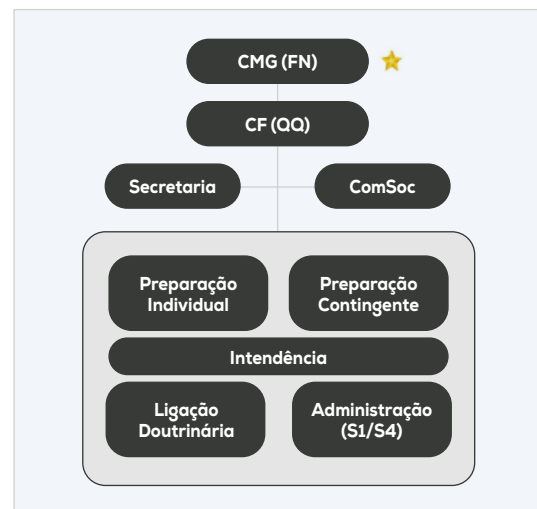 CMG (FN)
CF (QQ)
Secretaria
ComSoc
Preparação
Individual
Preparação
Contingente
Intendência
Ligação
Doutrinária
Administração
(S1/S4)